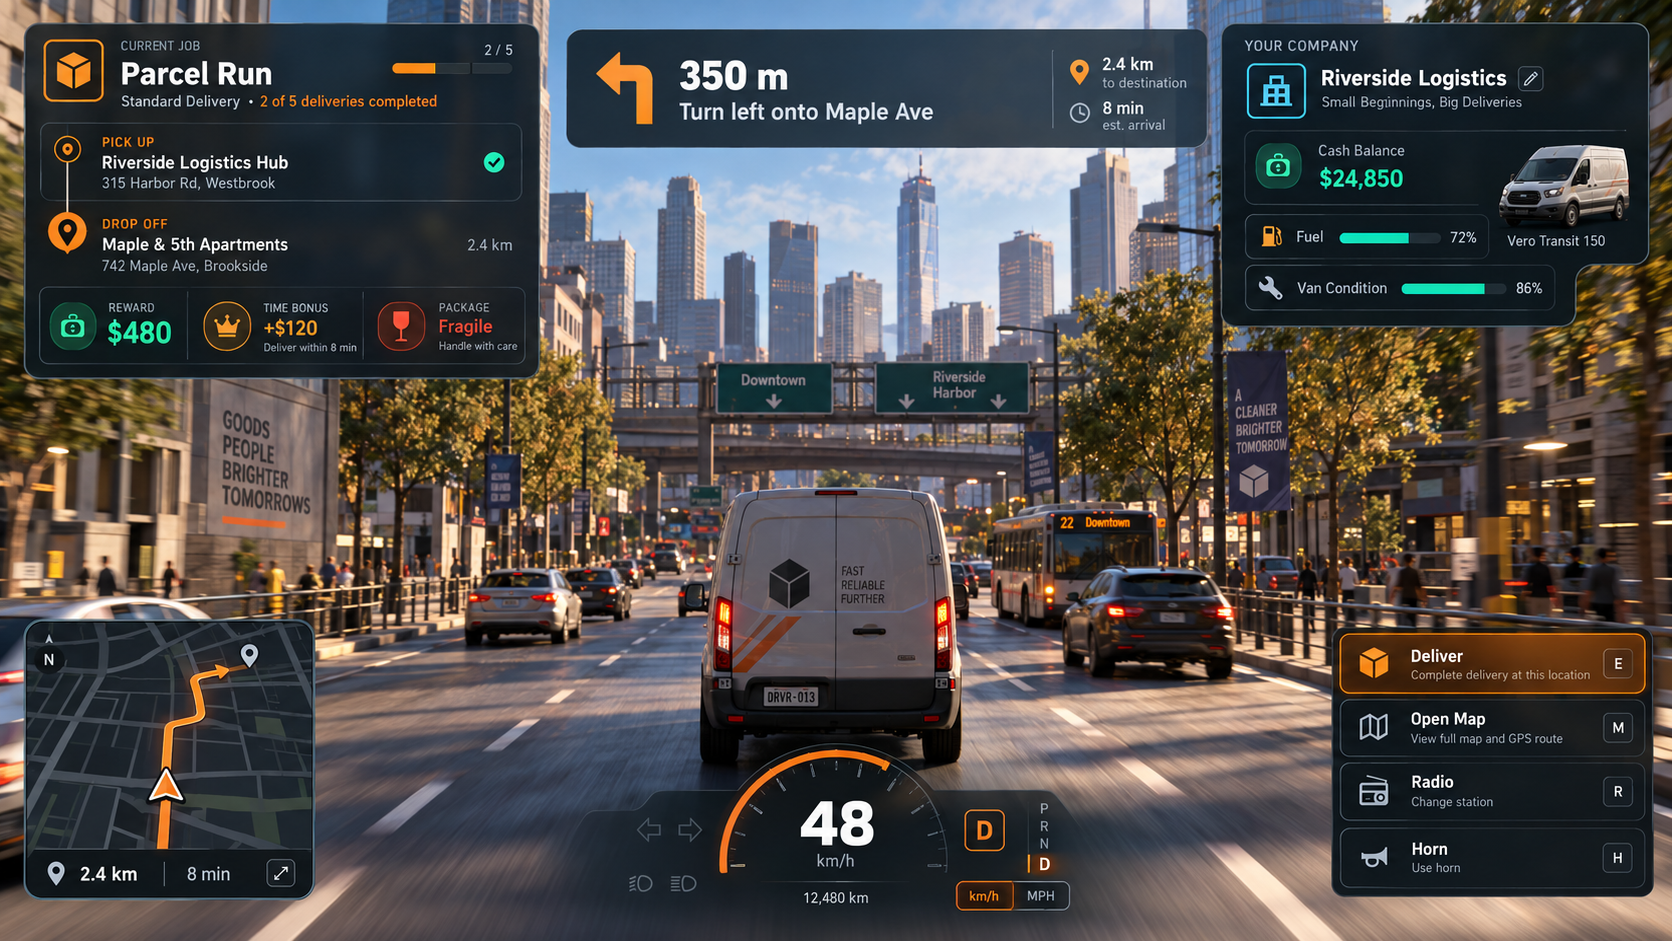 CURRENT JOB
2 / 5
Parcel Run
Standard Delivery • 2 of 5 deliveries completed
PICK UP
Riverside Logistics Hub
315 Harbor Rd, Westbrook
DROP OFF
Maple & 5th Apartments
2.4 km
742 Maple Ave, Brookside
REWARD
$480
TIME BONUS
+$120
Deliver within 8 min
PACKAGE
Fragile
Handle with care
350 m
Turn left onto Maple Ave
2.4 km
to destination
8 min
est. arrival
YOUR COMPANY
Riverside Logistics
Small Beginnings, Big Deliveries
Cash Balance
$24,850
Fuel
72%
Vero Transit 150
Van Condition
86%
Downtown
Riverside
Harbor
GOODS
PEOPLE
BRIGHTER
TOMORROWS
A
CLEANER
BRIGHTER
TOMORROW
22 Downtown
FAST
RELIABLE
FURTHER
DRVR-013
N
2.4 km
8 min
48
km/h
12,480 km
D
P
R
N
D
km/h
MPH
Deliver
Complete delivery at this location
E
Open Map
View full map and GPS route
M
Radio
Change station
R
Horn
Use horn
H